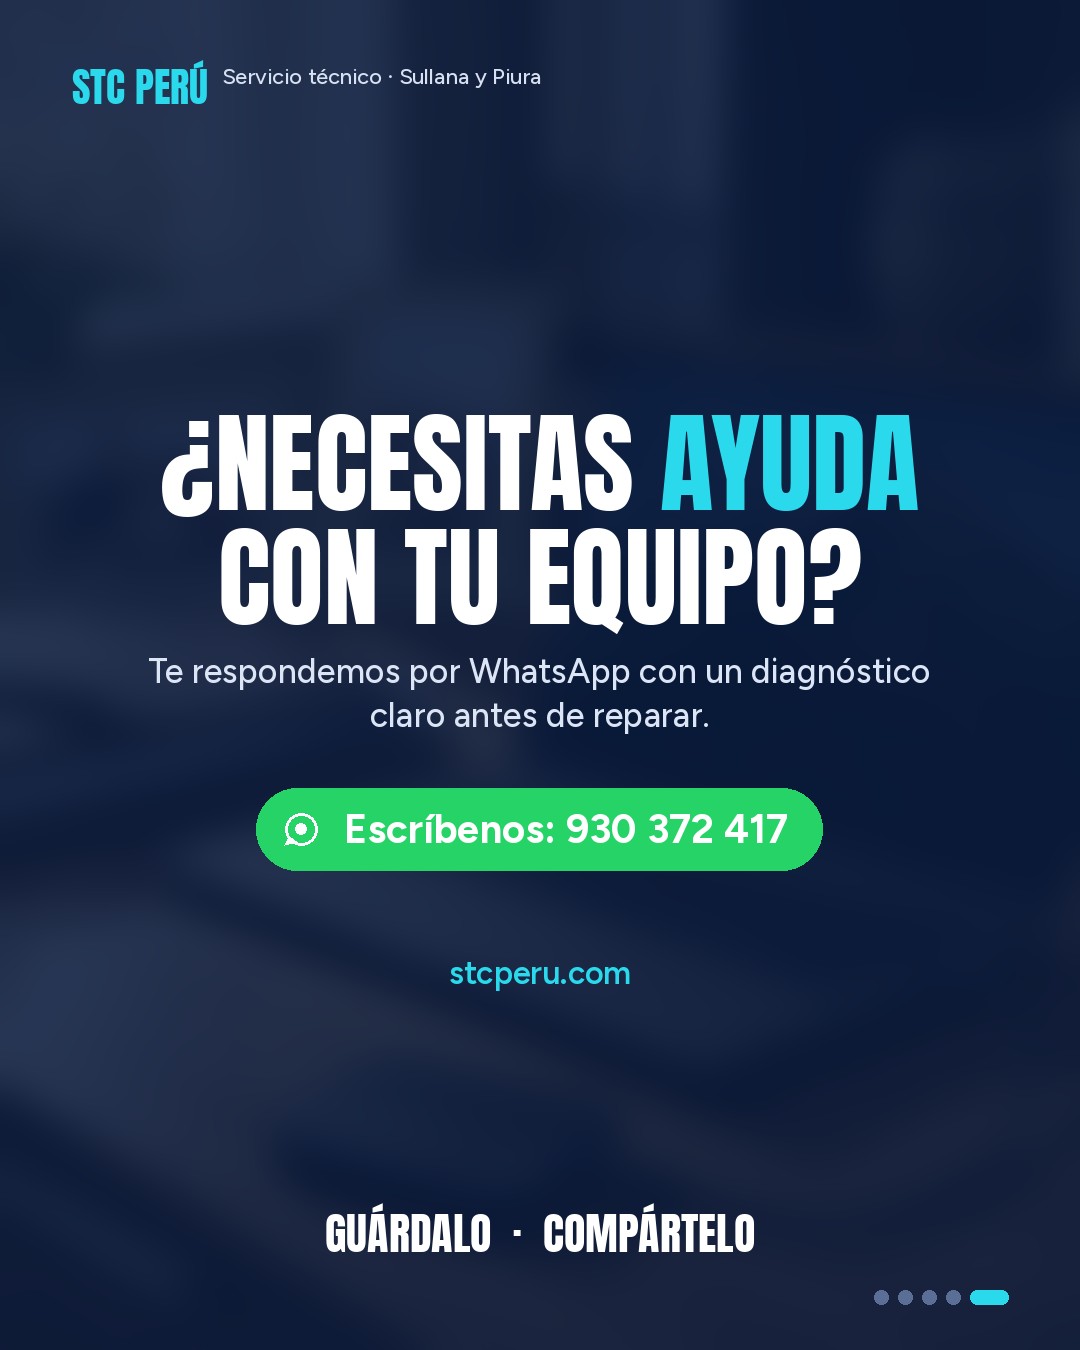 STC PERÚ Servicio técnico · Sullana y Piura
¿NECESITAS AYUDA
CON TU EQUIPO?
Te respondemos por WhatsApp con un diagnóstico
claro antes de reparar.
Escríbenos: 930 372 417
stcperu.com
GUÁRDALO · COMPÁRTELO